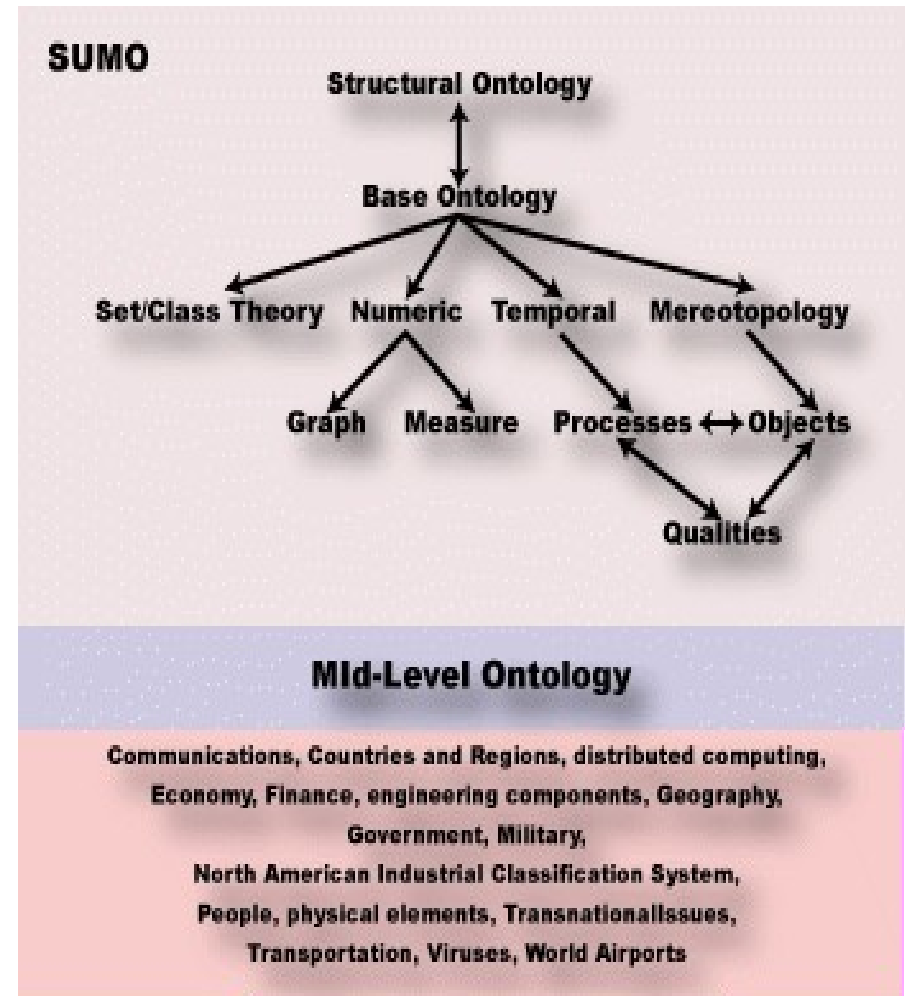 SUMO
Structural Ontology
Base Ontology
Set/Class Theory Numeric Temporal Mereotopology
Graph Measure Processes Objects
Qualities
MId-Level Ontology
Communications, Countries and Regions, distributed computing,
Economy, Finance, engineering components, Geography,
Government, Military,
North American Industrial Classification System,
People, physical elements, TransnationalIssues,
Transportation, Viruses, World Airports